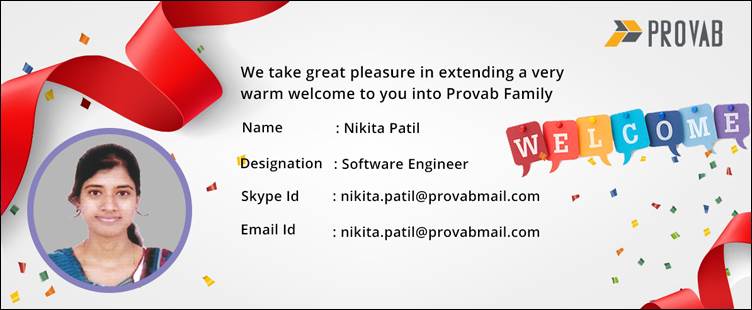 PROVAB
We take great pleasure in extending a very
warm welcome to you into Provab Family
Name : Nikita Patil
WELCOME
Designation : Software Engineer
Skype Id : nikita.patil@provabmail.com
Email Id : nikita.patil@provabmail.com